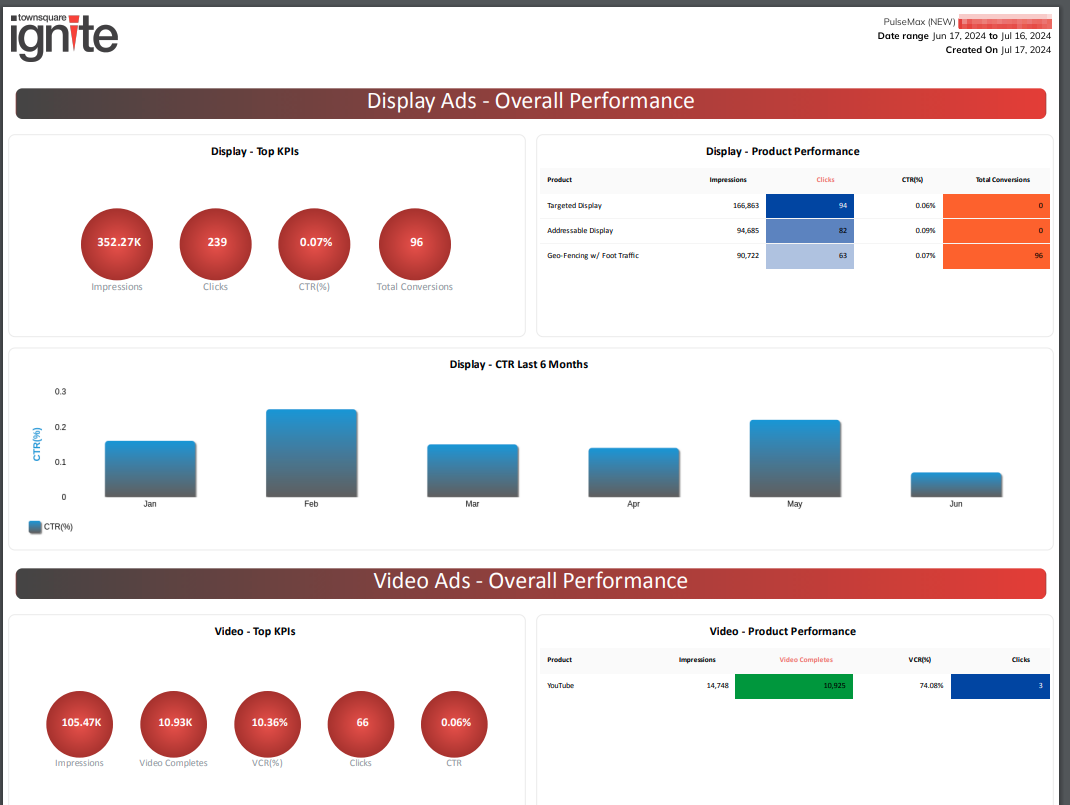 townsquare
ignite
PulseMax (NEW)
Date range Jun 17, 2024 to Jul 16, 2024
Created On Jul 17, 2024
Display Ads - Overall Performance
Display - Top KPIs
352.27K 239 0.07% 96
Impressions Clicks CTR(%) Total Conversions
Display - Product Performance
Product Impressions Clicks CTR(%) Total Conversions
Targeted Display 166,863 94 0.06% 0
Addressable Display 94,685 82 0.09% 0
Geo-Fencing w/ Foot Traffic 90,722 63 0.07% 96
Display - CTR Last 6 Months
CTR(%)
0.3
0.2
0.1
0
Jan Feb Mar Apr May Jun
CTR(%)
Video Ads - Overall Performance
Video - Top KPIs
105.47K 10.93K 10.36% 66 0.06%
Impressions Video Completes VCR(%) Clicks CTR
Video - Product Performance
Product Impressions Video Completes VCR(%) Clicks
YouTube 14,748 10,925 74.08% 3